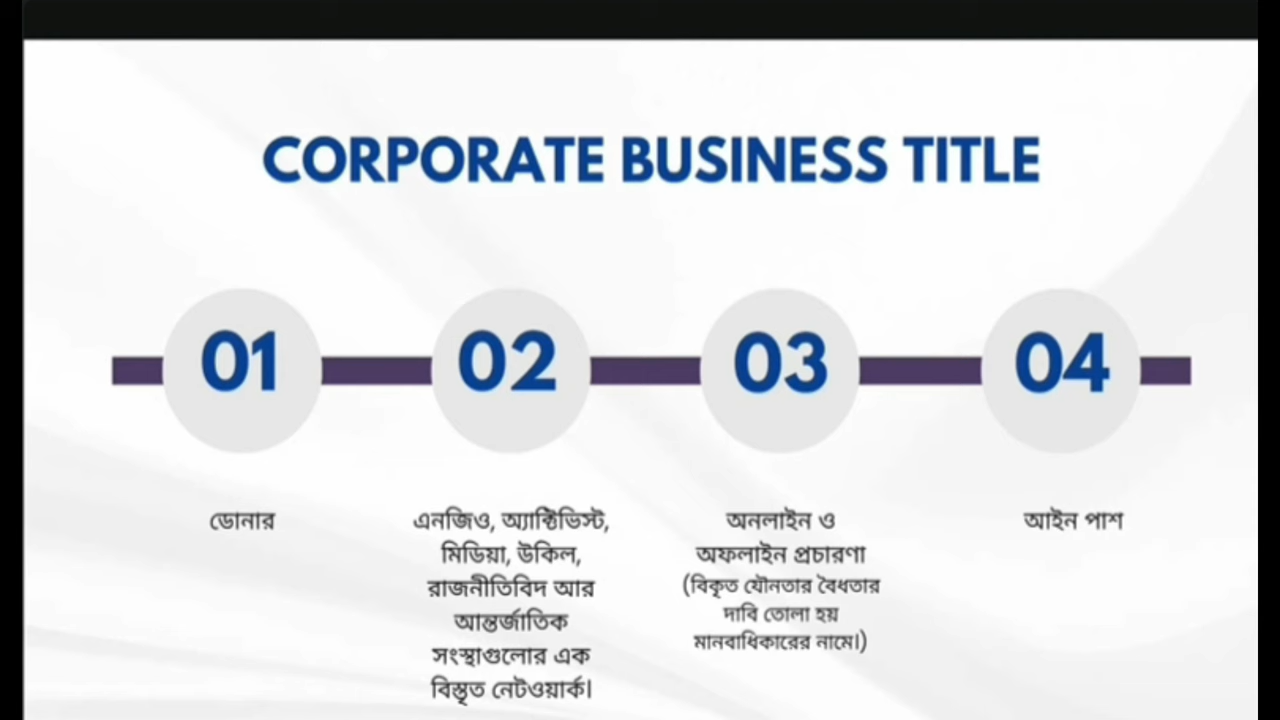 CORPORATE BUSINESS TITLE
01
02
03
04
ডোনার
এনজিও, অ্যাক্টিভিস্ট,
মিডিয়া, উকিল,
রাজনীতিবিদ আর
আন্তর্জাতিক
সংস্থাগুলোর এক
বিস্তৃত নেটওয়ার্ক।
অনলাইন ও
অফলাইন প্রচারণা
(বিকৃত যৌনতার বৈধতার
দাবি তোলা হয়
মানবাধিকারের নামে।)
আইন পাশ